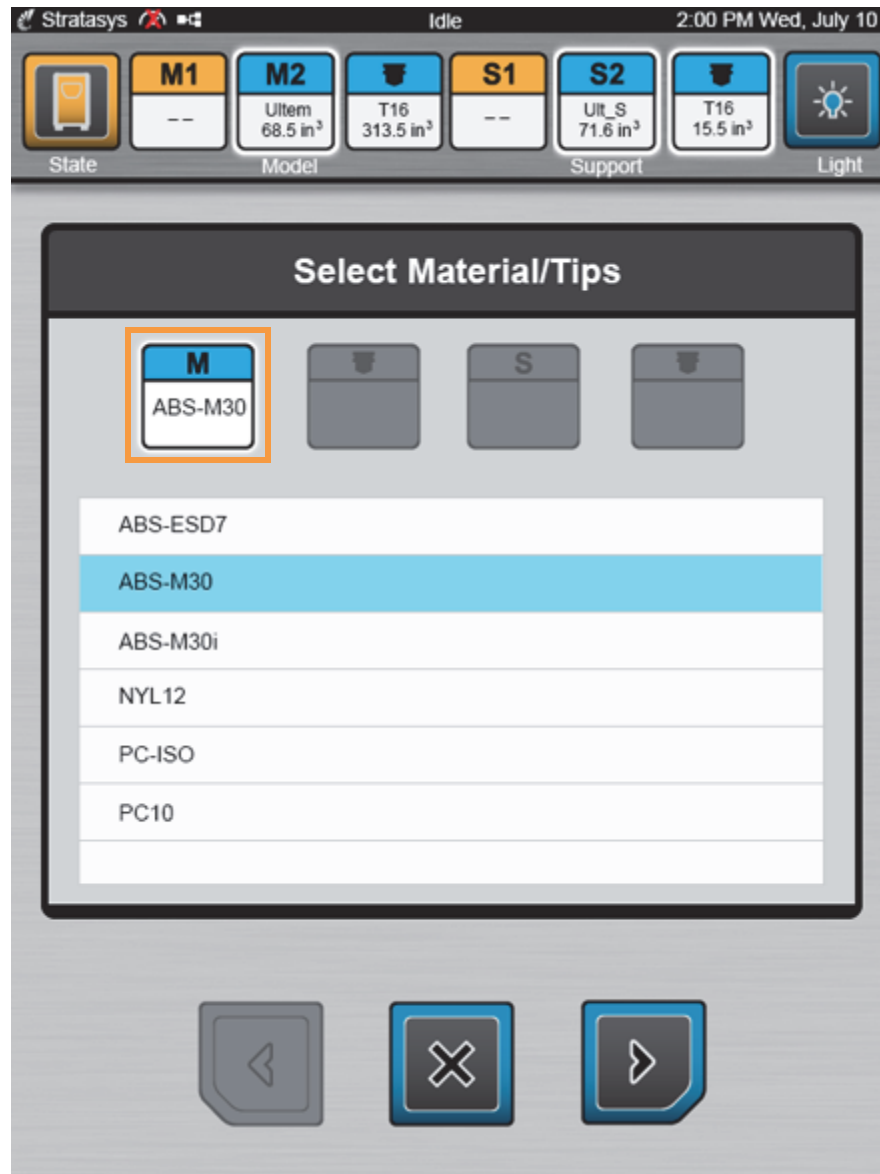 Stratasys Idle 2:00 PM Wed, July 10
M1 M2 S1 S2
-- Ultem 68.5 in³ T16 313.5 in³ -- Ult_S 71.6 in³ T16 15.5 in³
State Model Support Light
Select Material/Tips
M S
ABS-M30
ABS-ESD7
ABS-M30
ABS-M30i
NYL12
PC-ISO
PC10